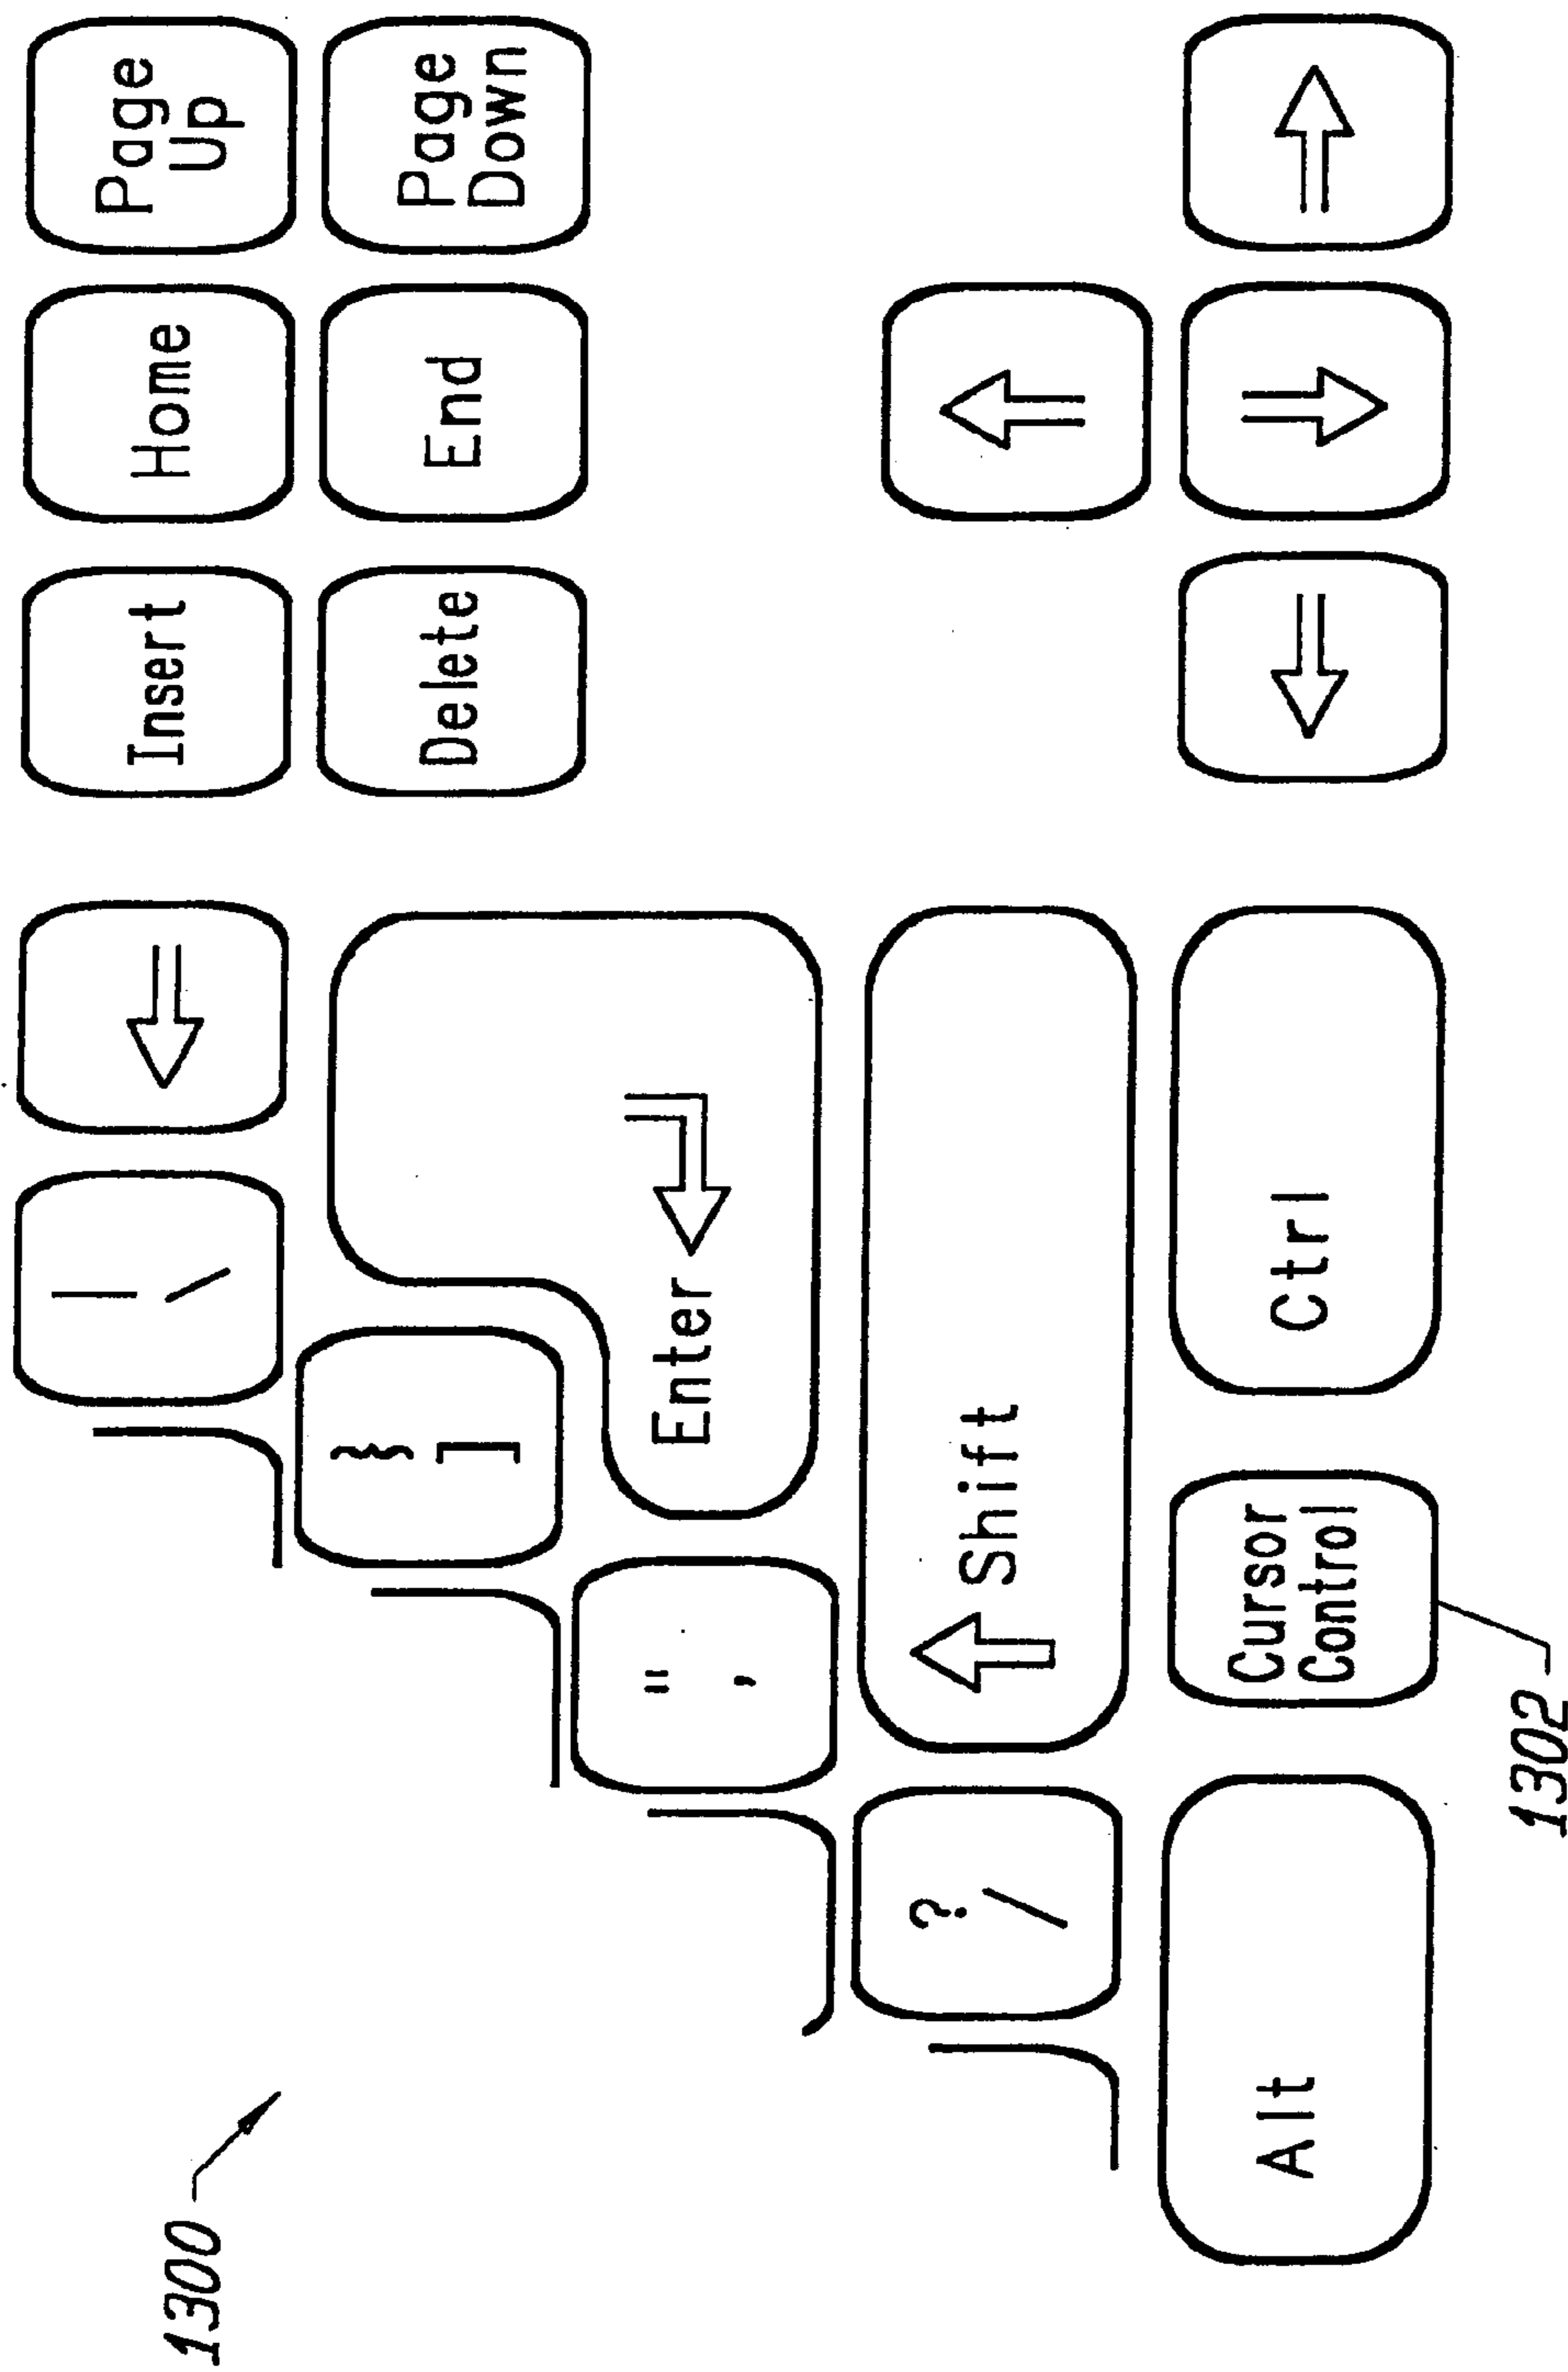 1300
|
\
Insert
Home
Page
Up
}
]
Delete
End
Page
Down
"
'
Enter
?
/
Shift
Alt
Cursor
Control
Ctrl
1302